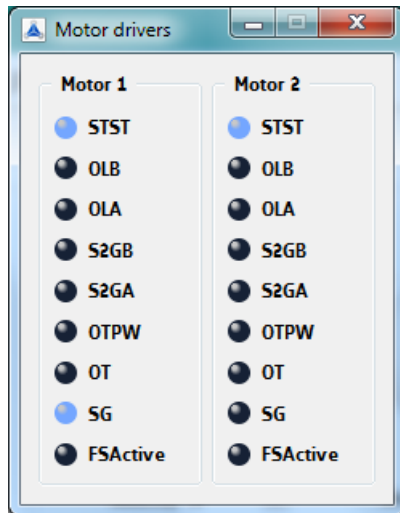 Motor drivers
Motor 1
STST
OLB
OLA
S2GB
S2GA
OTPW
OT
SG
FSActive
Motor 2
STST
OLB
OLA
S2GB
S2GA
OTPW
OT
SG
FSActive